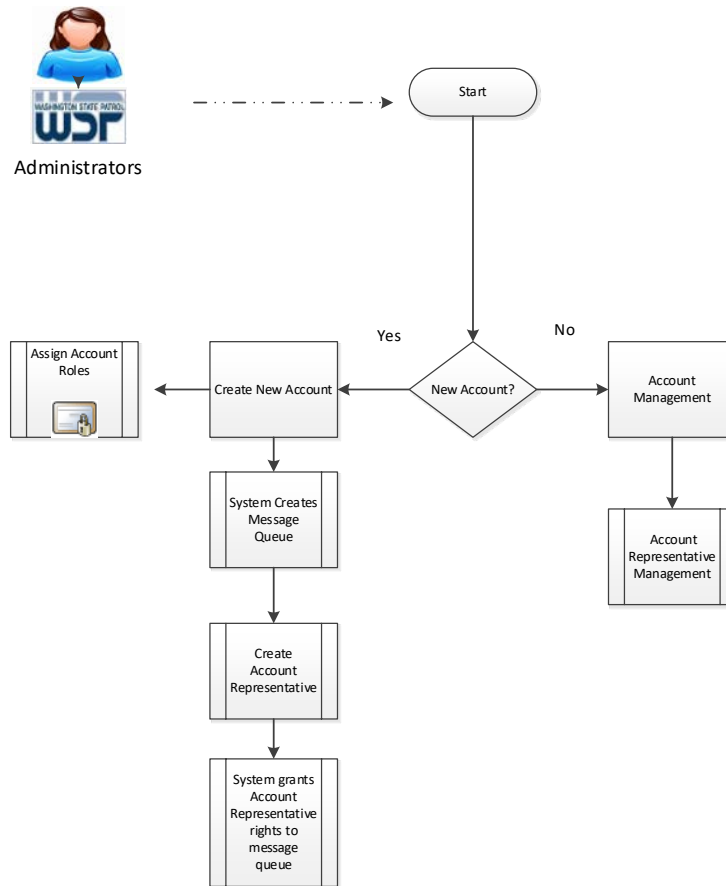 WASHINGTON STATE PATROL
WSP
Administrators
Start
Yes
No
Assign Account
Roles
Create New Account
New Account?
Account
Management
System Creates
Message
Queue
Account
Representative
Management
Create
Account
Representative
System grants
Account
Representative
rights to
message
queue